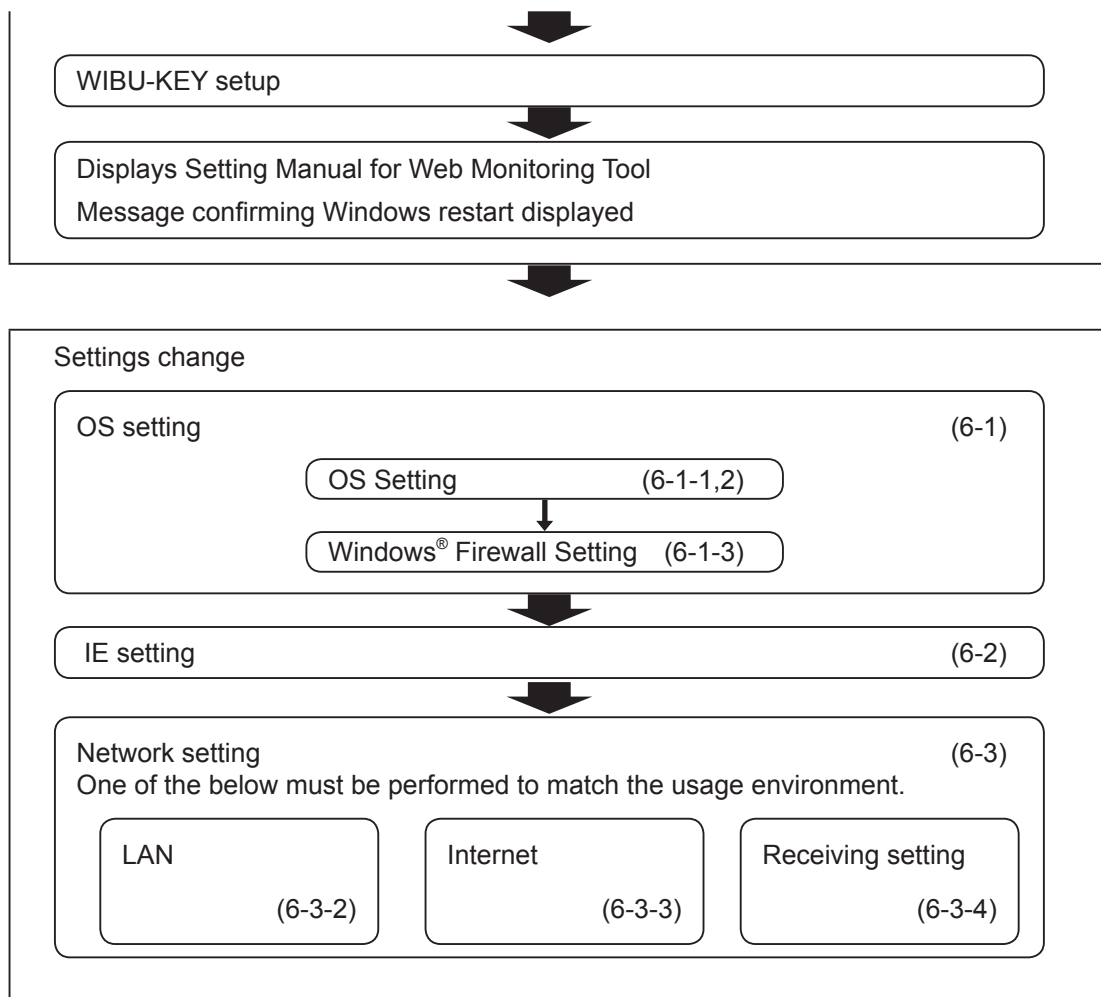 WIBU-KEY setup
Displays Setting Manual for Web Monitoring Tool
Message confirming Windows restart displayed
Settings change
OS setting (6-1)
OS Setting (6-1-1,2)
Windows® Firewall Setting (6-1-3)
IE setting (6-2)
Network setting (6-3)
One of the below must be performed to match the usage environment.
LAN
(6-3-2)
Internet
(6-3-3)
Receiving setting
(6-3-4)